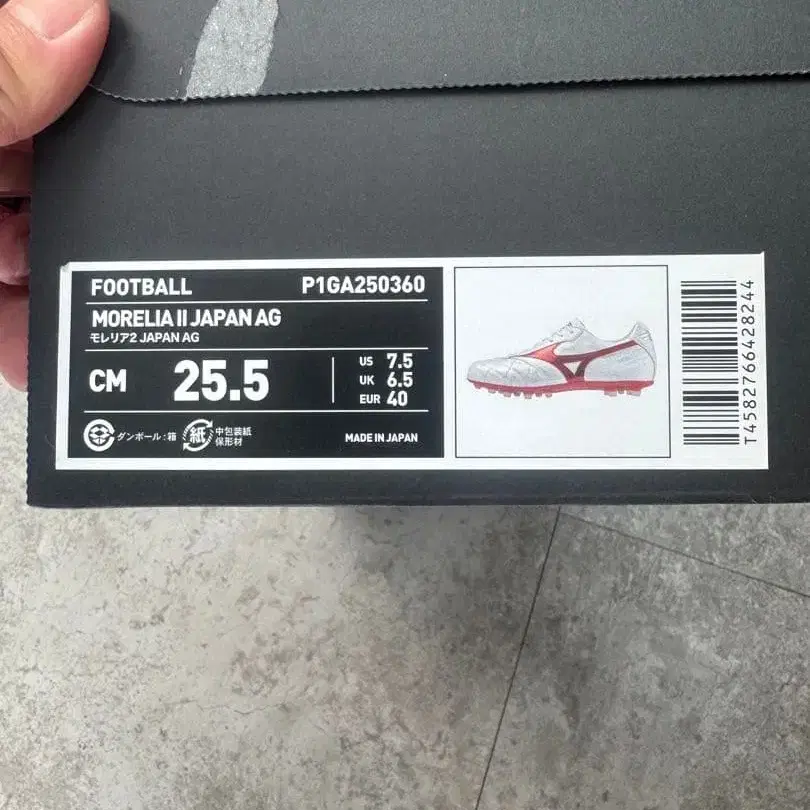 FOOTBALL P1GA250360
MORELIA II JAPAN AG
モレリア2 JAPAN AG
CM 25.5
US 7.5
UK 6.5
EUR 40
ダンボール:箱
紙
中包装紙
保形材
MADE IN JAPAN
T4582766428244